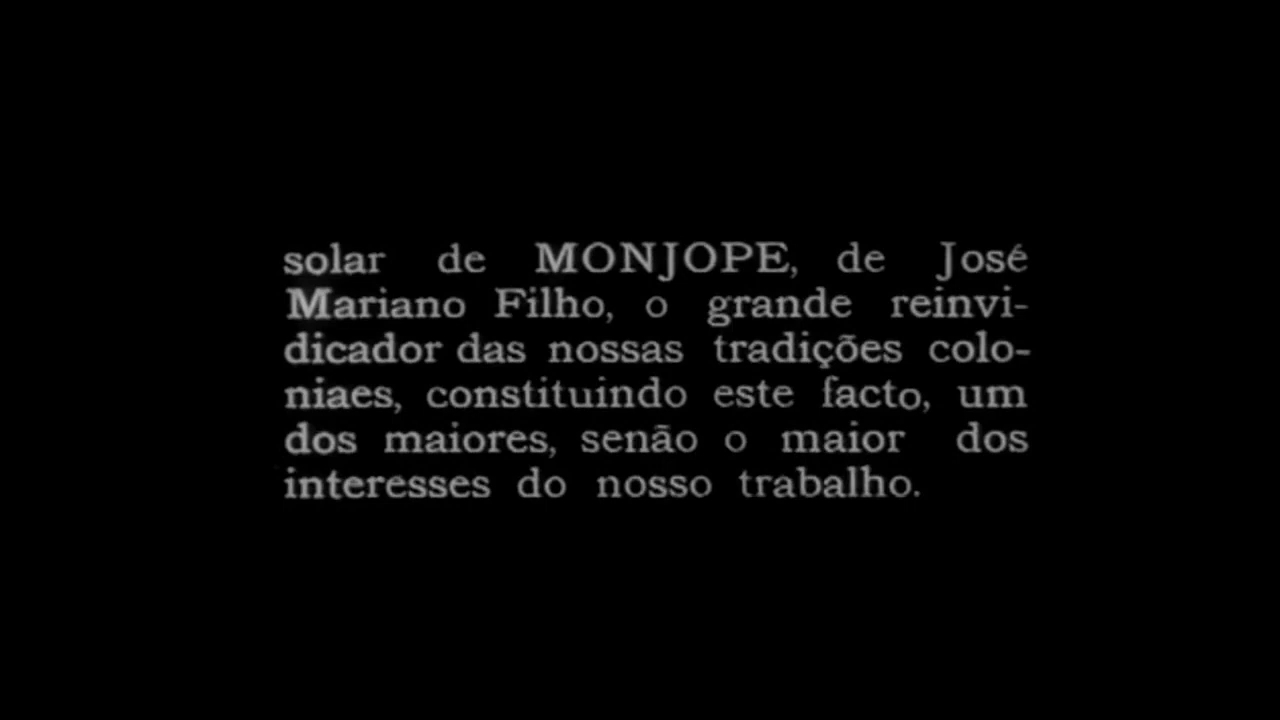 solar de MONJOPE, de José
Mariano Filho, o grande reinvi-
dicador das nossas tradições colo-
niaes, constituindo este facto, um
dos maiores, senão o maior dos
interesses do nosso trabalho.